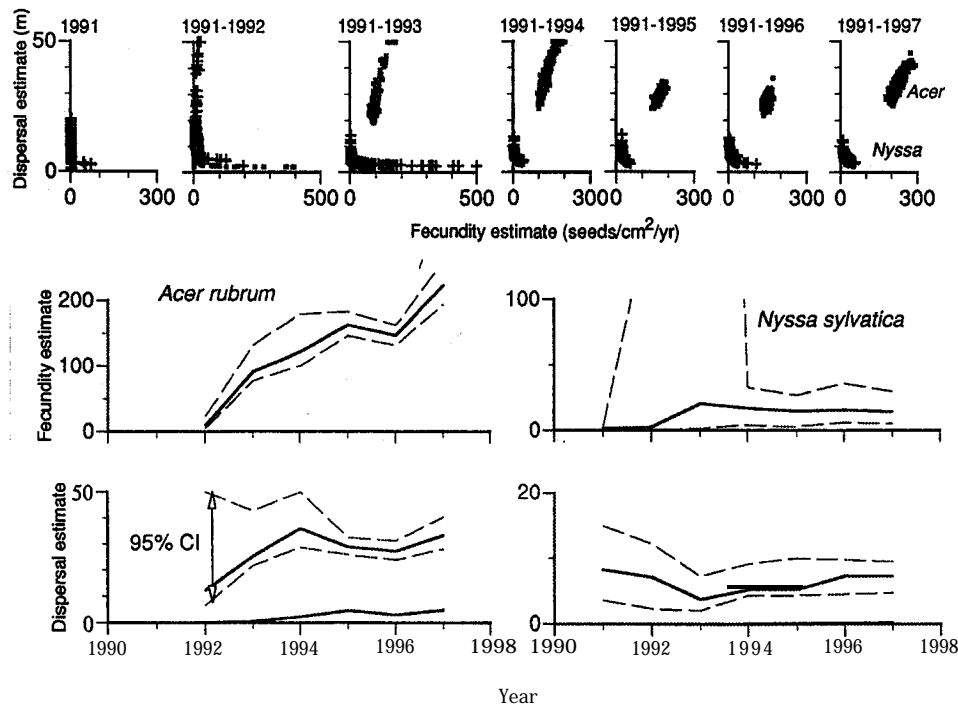 1991 1991-1992 1991-1993 1991-1994 1991-1995 1991-1996 1991-1997
Dispersal estimate (m)
50
0
Acer
Nyssa
0 300 0 500 0 500 0 3000 0 300 0 300 0 300
Fecundity estimate (seeds/cm²/yr)
Fecundity estimate
200
100
0
Acer rubrum
100
0
Nyssa sylvatica
Dispersal estimate
50
0
95% CI
20
10
0
1990 1992 1994 1996 1998 1990 1992 1994 1996 1998
Year